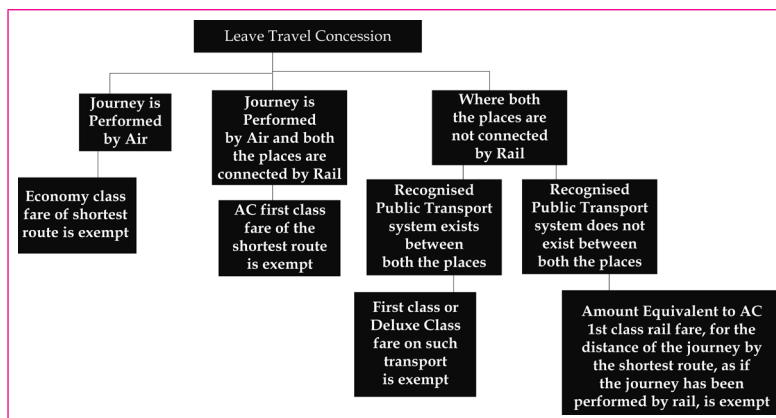 Leave Travel Concession
Journey is
Performed
by Air
Journey is
Performed
by Air and both
the places are
connected by Rail
Where both
the places are
not connected
by Rail
Economy class
fare of shortest
route is exempt
AC first class
fare of the
shortest route
is exempt
Recognised
Public Transport
system exists
between
both the places
Recognised
Public Transport
system does not
exist between
both the places
First class or
Deluxe Class
fare on such
transport
is exempt
Amount Equivalent to AC
1st class rail fare, for the
distance of the journey by
the shortest route, as if
the journey has been
performed by rail, is exempt